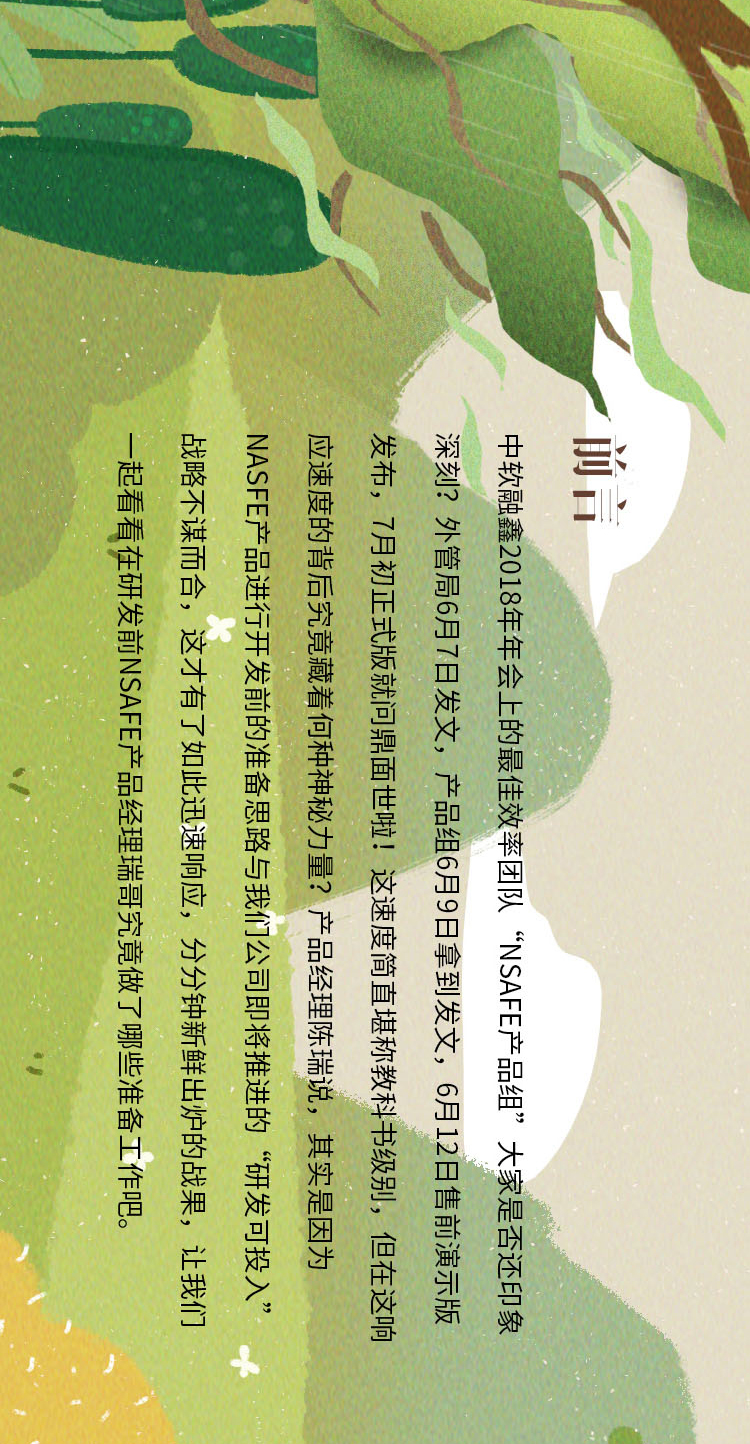 前言
中软融鑫2018年年会上的最佳效率团队“NSAFE产品组”大家是否还印象
深刻？外管局6月7日发文，产品组6月9日拿到发文，6月12日售前演示版
发布，7月初正式版就问鼎面世啦！这速度简直堪称教科书级别，但在这响
应速度的背后究竟藏着何种神秘力量？产品经理陈瑞说，其实是因为
NASFE产品进行开发前的准备思路与我们公司即将推进的“研发可投入”
战略不谋而合，这才有了如此迅速响应，分分钟新鲜出炉的战果，让我们
一起看看在研发前NSAFE产品经理瑞哥究竟做了哪些准备工作吧。